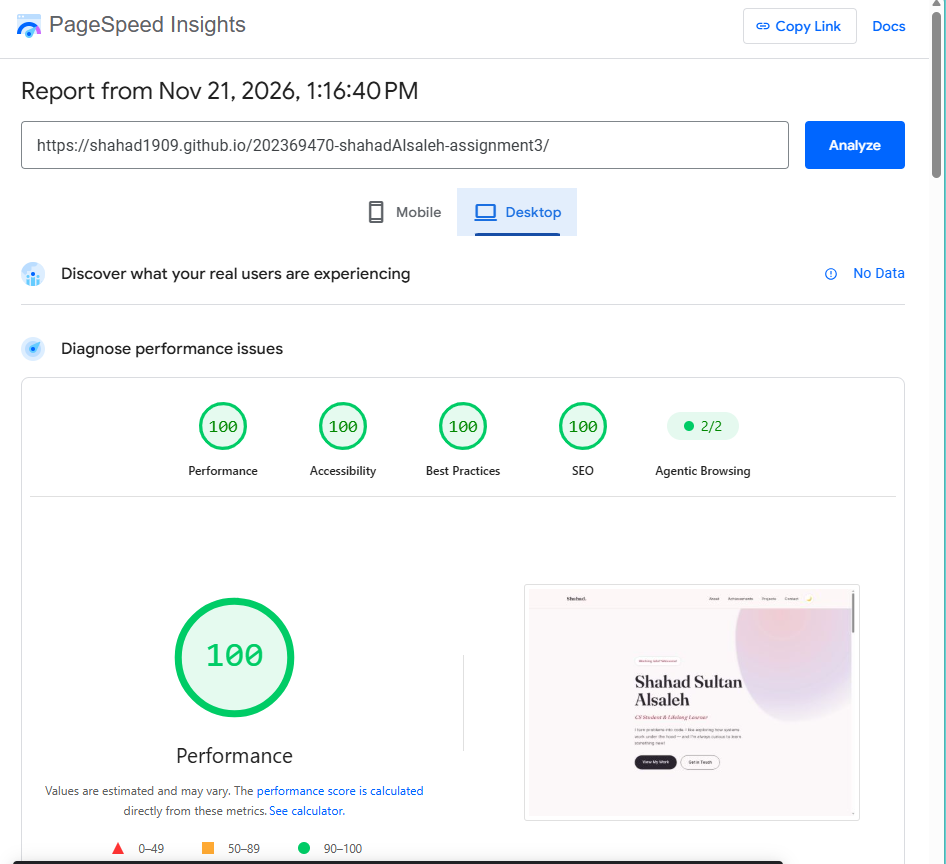 PageSpeed Insights
Copy Link
Docs
Report from Nov 21, 2026, 1:16:40 PM
https://shahad1909.github.io/202369470-shahadAlsaleh-assignment3/
Analyze
Mobile
Desktop
Discover what your real users are experiencing
No Data
Diagnose performance issues
100
Performance
100
Accessibility
100
Best Practices
100
SEO
2/2
Agentic Browsing
100
Performance
Values are estimated and may vary. The performance score is calculated
directly from these metrics. See calculator.
0–49
50–89
90–100
Shahad.
About
Achievements
Projects
Contact
Shahad Sultan
Alsaleh
CS Student & Lifelong Learner
View My Work
Get in Touch